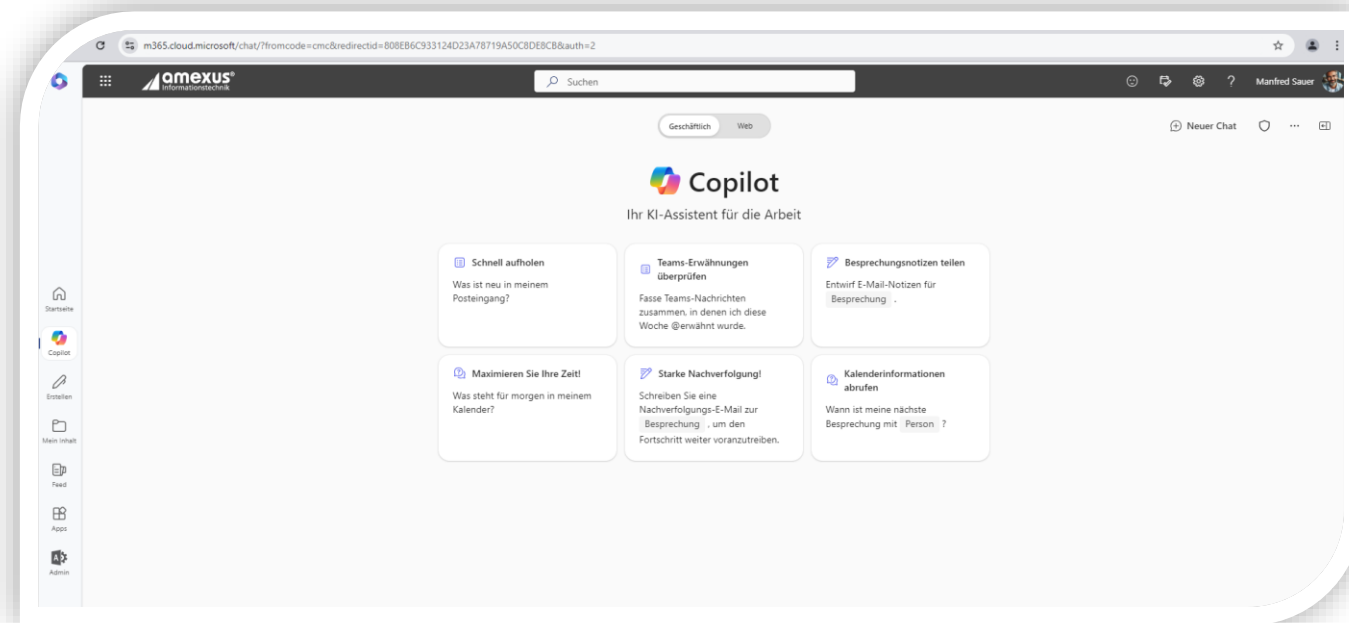 m365.cloud.microsoft/chat/?fromcode=cmc&redirectid=808EB6C933124D23A78719A50C8DE8CB&auth=2
amexus®
Informationstechnik
Suchen
?
Manfred Sauer
Geschäftlich
Web
Neuer Chat
Copilot
Ihr KI-Assistent für die Arbeit
Schnell aufholen
Was ist neu in meinem
Posteingang?
Teams-Erwähnungen
überprüfen
Fasse Teams-Nachrichten
zusammen, in denen ich diese
Woche @erwähnt wurde.
Besprechungsnotizen teilen
Entwirf E-Mail-Notizen für
Besprechung .
Maximieren Sie Ihre Zeit!
Was steht für morgen in meinem
Kalender?
Starke Nachverfolgung!
Schreiben Sie eine
Nachverfolgungs-E-Mail zur
Besprechung , um den
Fortschritt weiter voranzutreiben.
Kalenderinformationen
abrufen
Wann ist meine nächste
Besprechung mit Person ?
Startseite
Copilot
Erstellen
Mein Inhalt
Feed
Apps
Admin